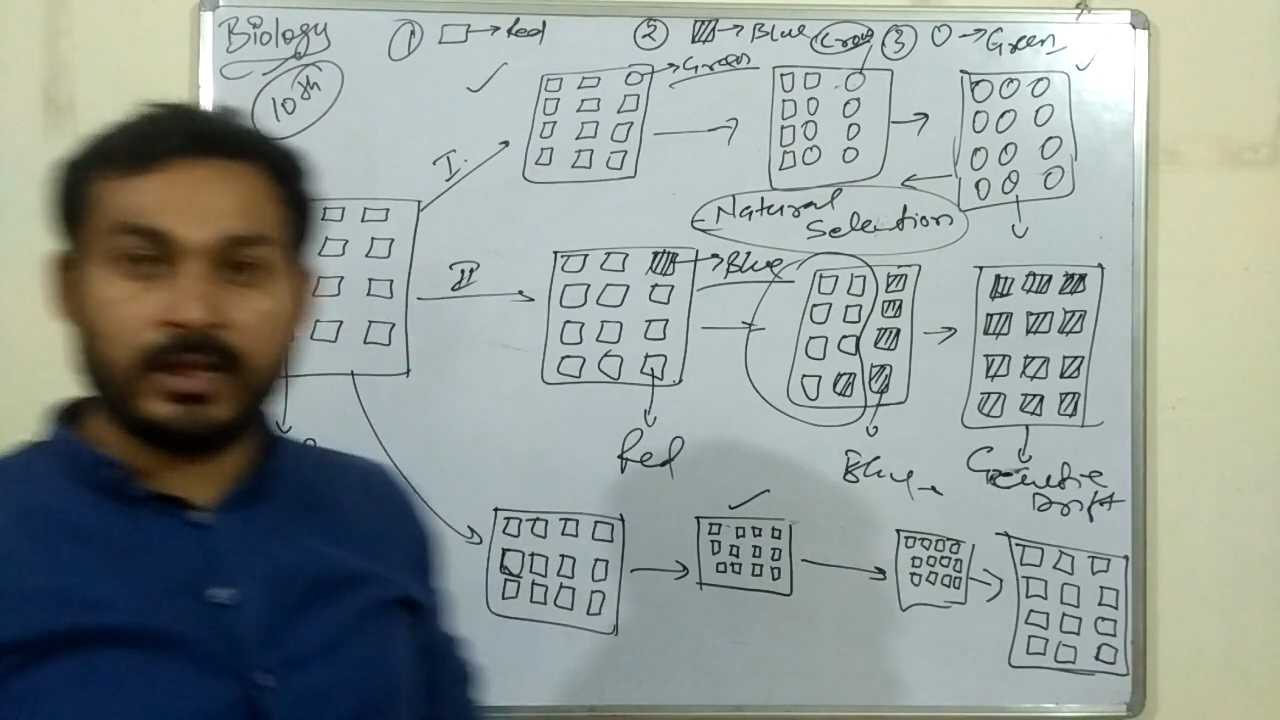 Biology
10th
① → Red
② → Blue
Crow
③ → Green
→ Green
I.
Natural
Selection
II
→ Blue
Red
Blue
Genetic
Drift